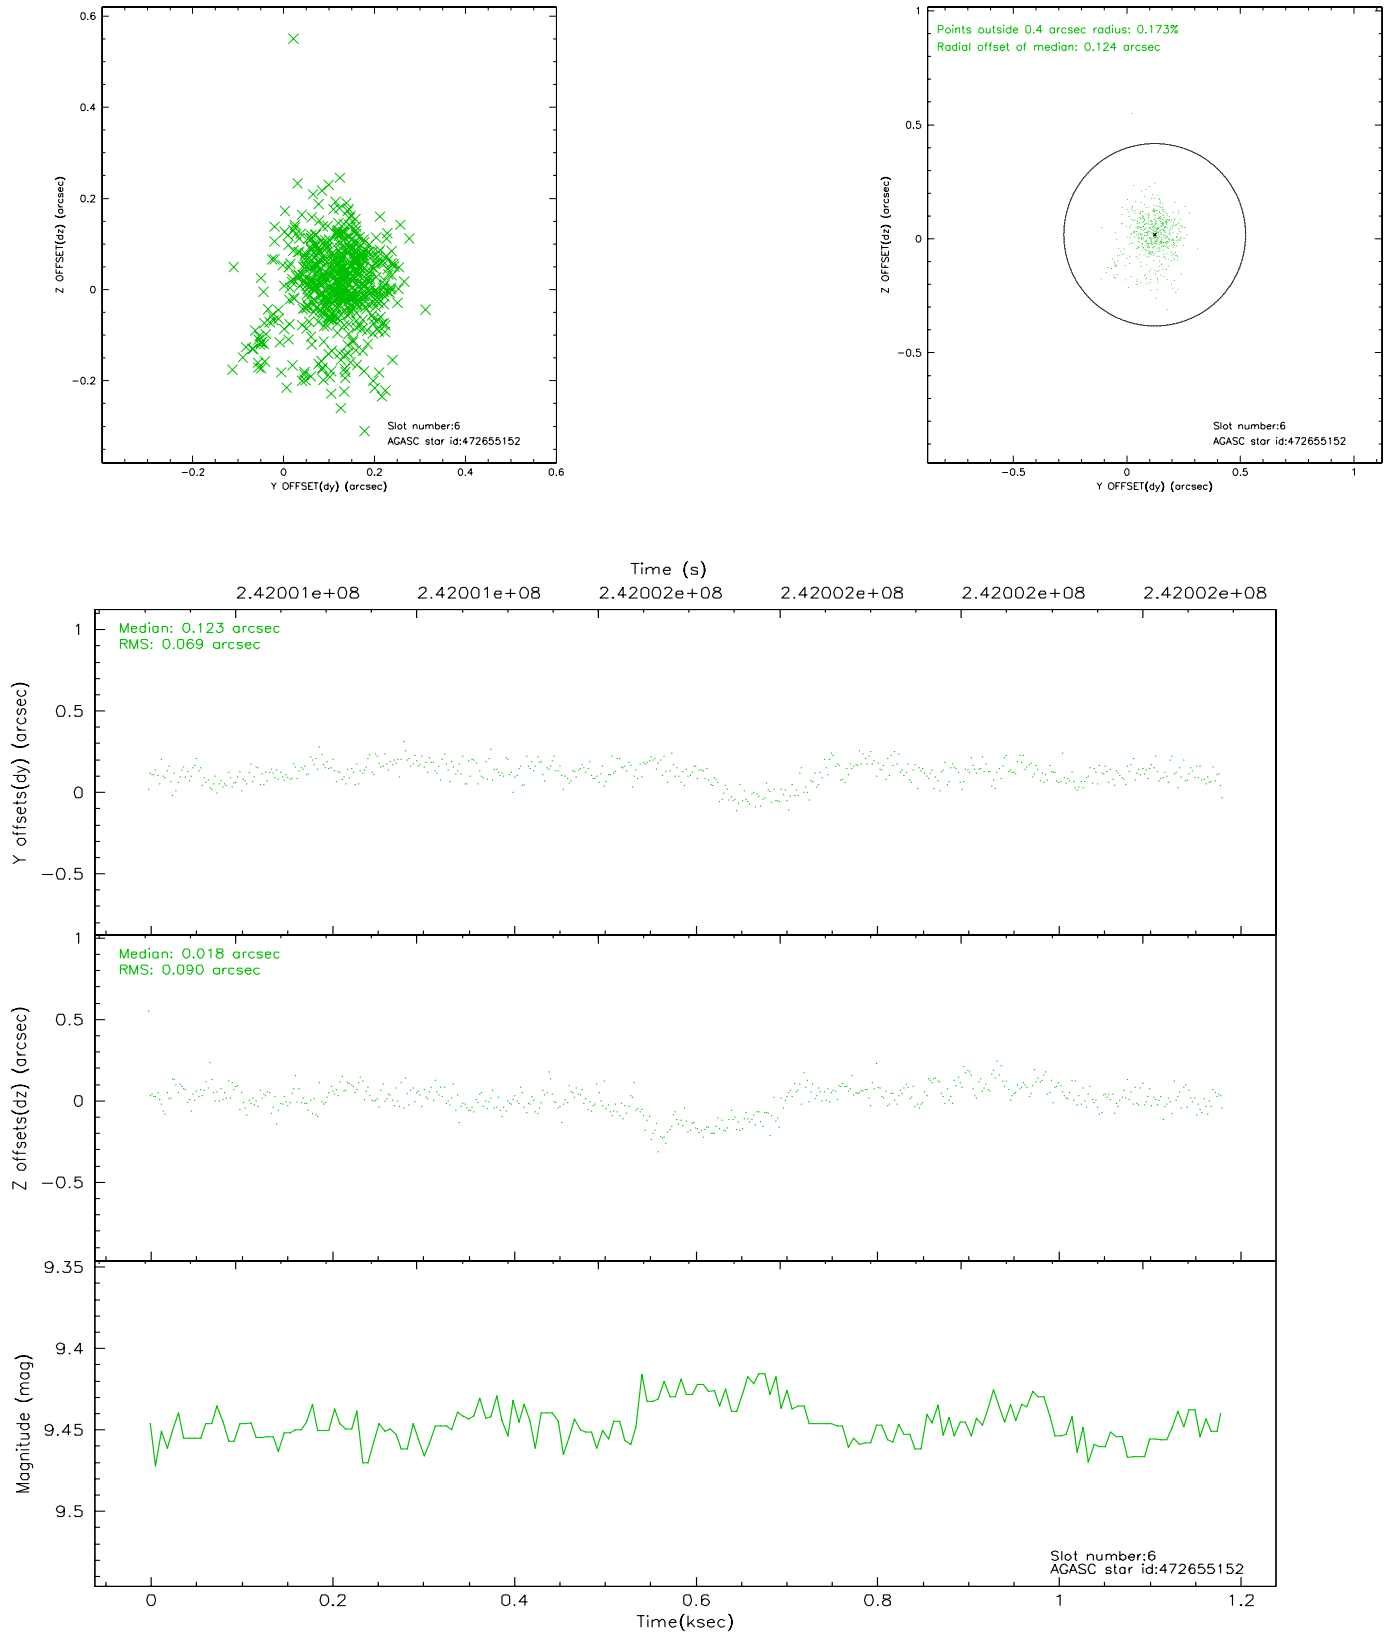 0.6
0.4
0.2
0
−0.2
Z OFFSET(dz) (arcsec)
−0.2 0 0.2 0.4 0.6
Y OFFSET(dy) (arcsec)
Slot number:6
AGASC star id:472655152
Points outside 0.4 arcsec radius: 0.173%
Radial offset of median: 0.124 arcsec
1
0.5
0
−0.5
Z OFFSET(dz) (arcsec)
−0.5 0 0.5 1
Y OFFSET(dy) (arcsec)
Slot number:6
AGASC star id:472655152
Time (s)
2.42001e+08 2.42001e+08 2.42002e+08 2.42002e+08 2.42002e+08 2.42002e+08
Median: 0.123 arcsec
RMS: 0.069 arcsec
1
0.5
0
−0.5
Y offsets(dy) (arcsec)
Median: 0.018 arcsec
RMS: 0.090 arcsec
1
0.5
0
−0.5
Z offsets(dz) (arcsec)
9.35
9.4
9.45
9.5
Magnitude (mag)
Slot number:6
AGASC star id:472655152
0 0.2 0.4 0.6 0.8 1 1.2
Time(ksec)